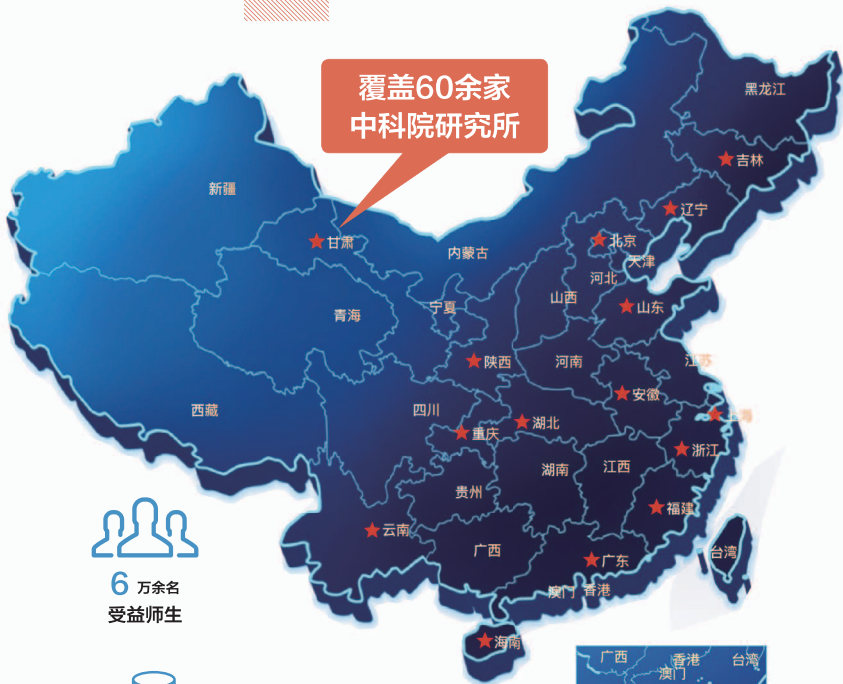 覆盖60余家
中科院研究所
黑龙江
吉林
新疆
辽宁
甘肃
北京
内蒙古
天津
河北
山西
宁夏
山东
青海
陕西
河南
江苏
安徽
西藏
四川
上海
湖北
重庆
浙江
湖南
江西
贵州
福建
云南
广西
台湾
广东
澳门 香港
6 万余名
受益师生
海南
广西
香港
台湾
澳门